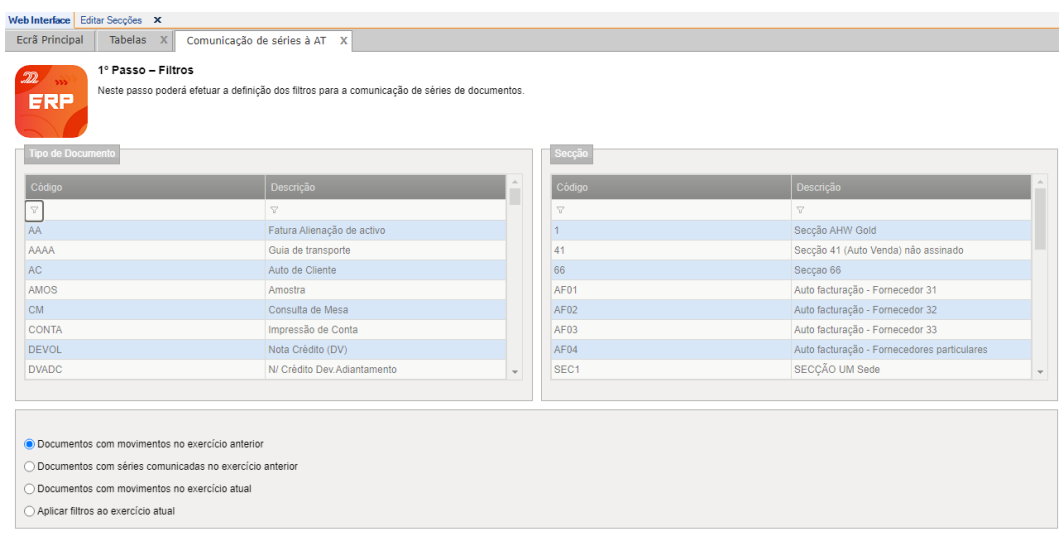 Web Interface Editar Secções X
Ecrã Principal Tabelas X Comunicação de séries à AT X
22
ERP
1º Passo – Filtros
Neste passo poderá efetuar a definição dos filtros para a comunicação de séries de documentos.
Tipo de Documento
Código Descrição
AA Fatura Alienação de activo
AAAA Guia de transporte
AC Auto de Cliente
AMOS Amostra
CM Consulta de Mesa
CONTA Impressão de Conta
DEVOL Nota Crédito (DV)
DVADC N/ Crédito Dev.Adiantamento
Secção
Código Descrição
1 Secção AHW Gold
41 Secção 41 (Auto Venda) não assinado
66 Secçao 66
AF01 Auto facturação - Fornecedor 31
AF02 Auto facturação - Fornecedor 32
AF03 Auto facturação - Fornecedor 33
AF04 Auto facturação - Fornecedores particulares
SEC1 SECÇÃO UM Sede
Documentos com movimentos no exercício anterior
Documentos com séries comunicadas no exercício anterior
Documentos com movimentos no exercício atual
Aplicar filtros ao exercício atual